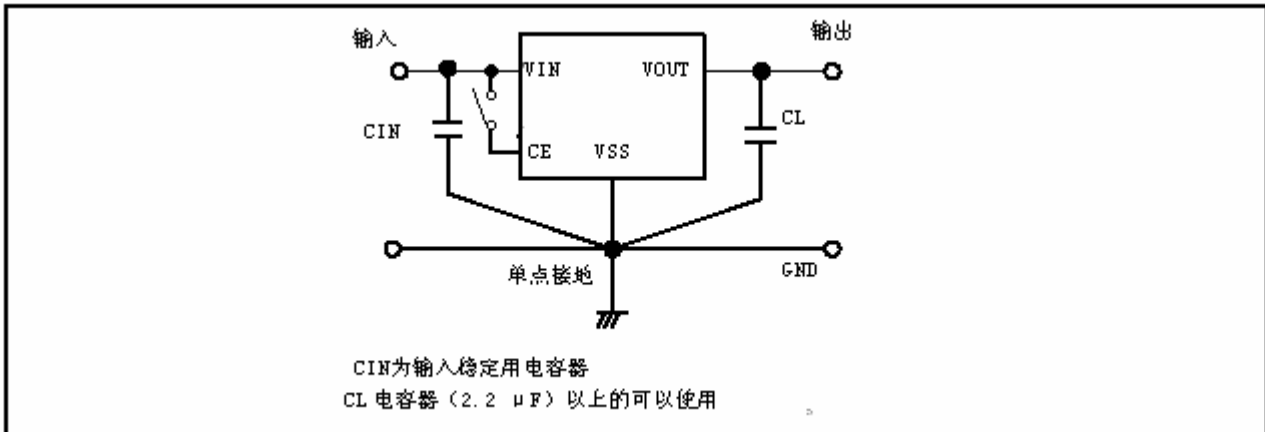 输入
输出
VIN
VOUT
CIN
CL
CE
VSS
单点接地
GND
CIN为输入稳定用电容器
CL 电容器（2.2 μF）以上的可以使用